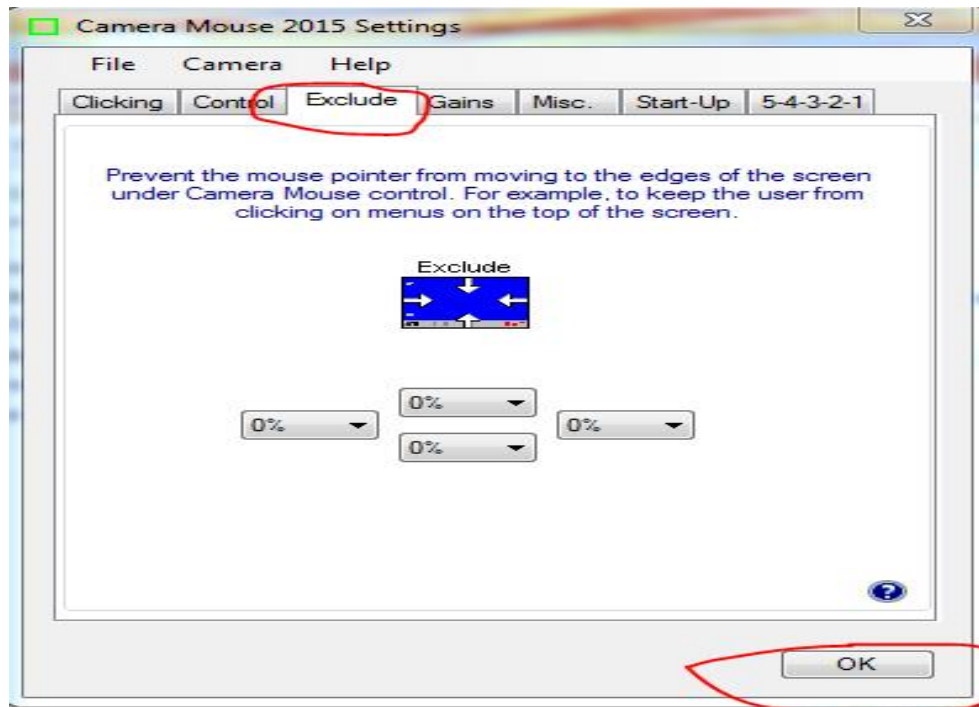 Camera Mouse 2015 Settings
File Camera Help
Clicking Control Exclude Gains Misc. Start-Up 5-4-3-2-1
Prevent the mouse pointer from moving to the edges of the screen
under Camera Mouse control. For example, to keep the user from
clicking on menus on the top of the screen.
Exclude
0%
0% 0%
0%
OK